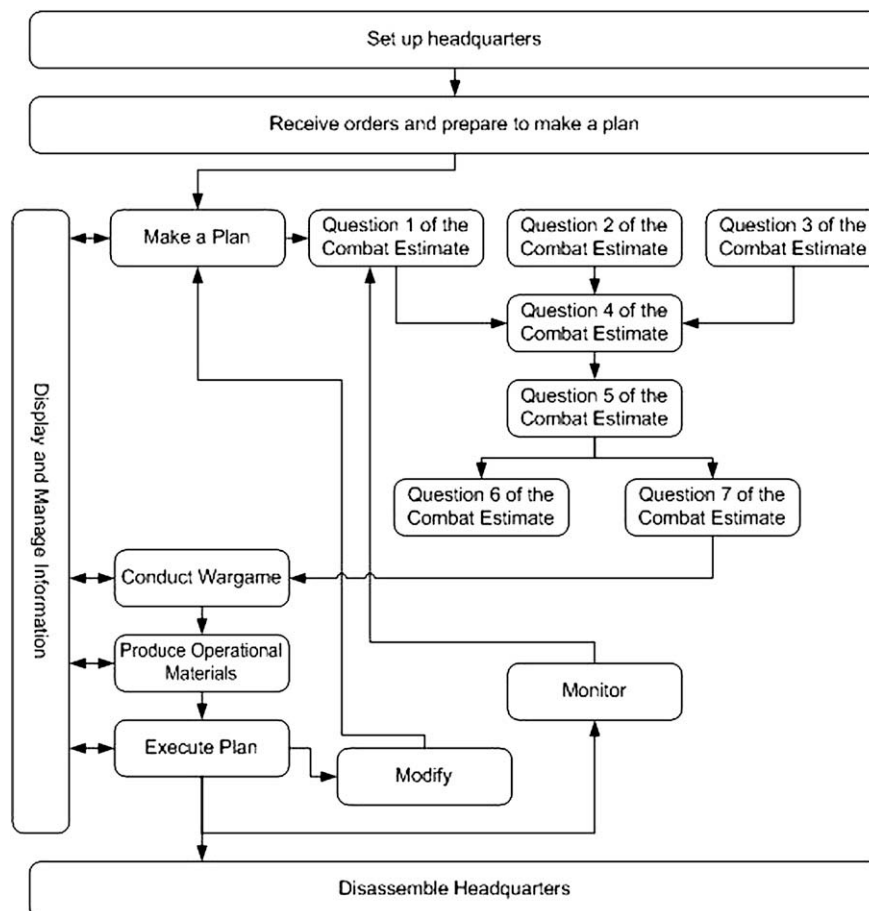 Set up headquarters
Receive orders and prepare to make a plan
Make a Plan
Question 1 of the
Combat Estimate
Question 2 of the
Combat Estimate
Question 3 of the
Combat Estimate
Question 4 of the
Combat Estimate
Question 5 of the
Combat Estimate
Question 6 of the
Combat Estimate
Question 7 of the
Combat Estimate
Display and Manage Information
Conduct Wargame
Produce Operational
Materials
Monitor
Execute Plan
Modify
Disassemble Headquarters